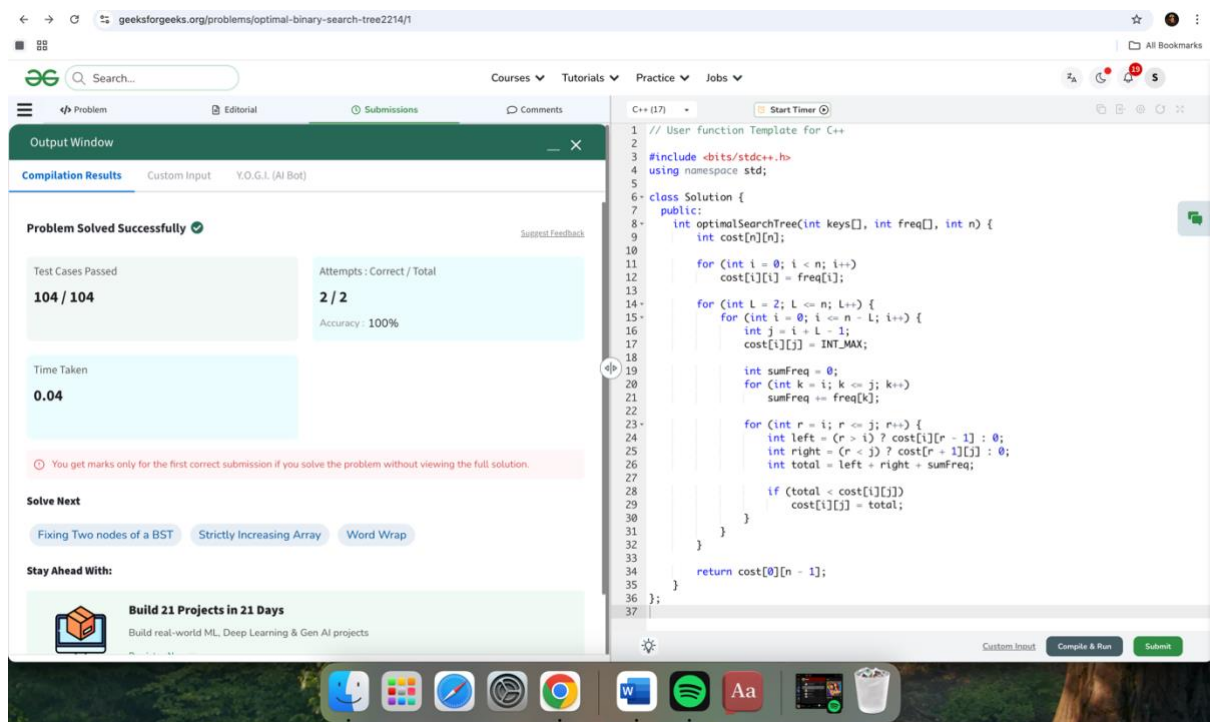 geeksforgeeks.org/problems/optimal-binary-search-tree2214/1
All Bookmarks
Search...
Courses Tutorials Practice Jobs
19
S
Problem Editorial Submissions Comments
C++ (17) Start Timer
Output Window
Compilation Results Custom Input Y.O.G.I. (AI Bot)
Problem Solved Successfully
Suggest Feedback
Test Cases Passed
104 / 104
Attempts : Correct / Total
2 / 2
Accuracy : 100%
Time Taken
0.04
You get marks only for the first correct submission if you solve the problem without viewing the full solution.
Solve Next
Fixing Two nodes of a BST Strictly Increasing Array Word Wrap
Stay Ahead With:
Build 21 Projects in 21 Days
Build real-world ML, Deep Learning & Gen AI projects
1 // User function Template for C++
2
3 #include <bits/stdc++.h>
4 using namespace std;
5
6 class Solution {
7 public:
8 int optimalSearchTree(int keys[], int freq[], int n) {
9 int cost[n][n];
10
11 for (int i = 0; i < n; i++)
12 cost[i][i] = freq[i];
13
14 for (int L = 2; L <= n; L++) {
15 for (int i = 0; i <= n - L; i++) {
16 int j = i + L - 1;
17 cost[i][j] = INT_MAX;
18
19 int sumFreq = 0;
20 for (int k = i; k <= j; k++)
21 sumFreq += freq[k];
22
23 for (int r = i; r <= j; r++) {
24 int left = (r > i) ? cost[i][r - 1] : 0;
25 int right = (r < j) ? cost[r + 1][j] : 0;
26 int total = left + right + sumFreq;
27
28 if (total < cost[i][j])
29 cost[i][j] = total;
30 }
31 }
32 }
33
34 return cost[0][n - 1];
35 }
36 };
37
Custom Input Compile & Run Submit
W
Aa